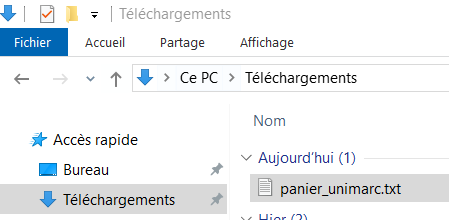 Téléchargements
Fichier Accueil Partage Affichage
Ce PC Téléchargements
Accès rapide
Bureau
Téléchargements
Nom
Aujourd'hui (1)
panier_unimarc.txt
Hier (2)